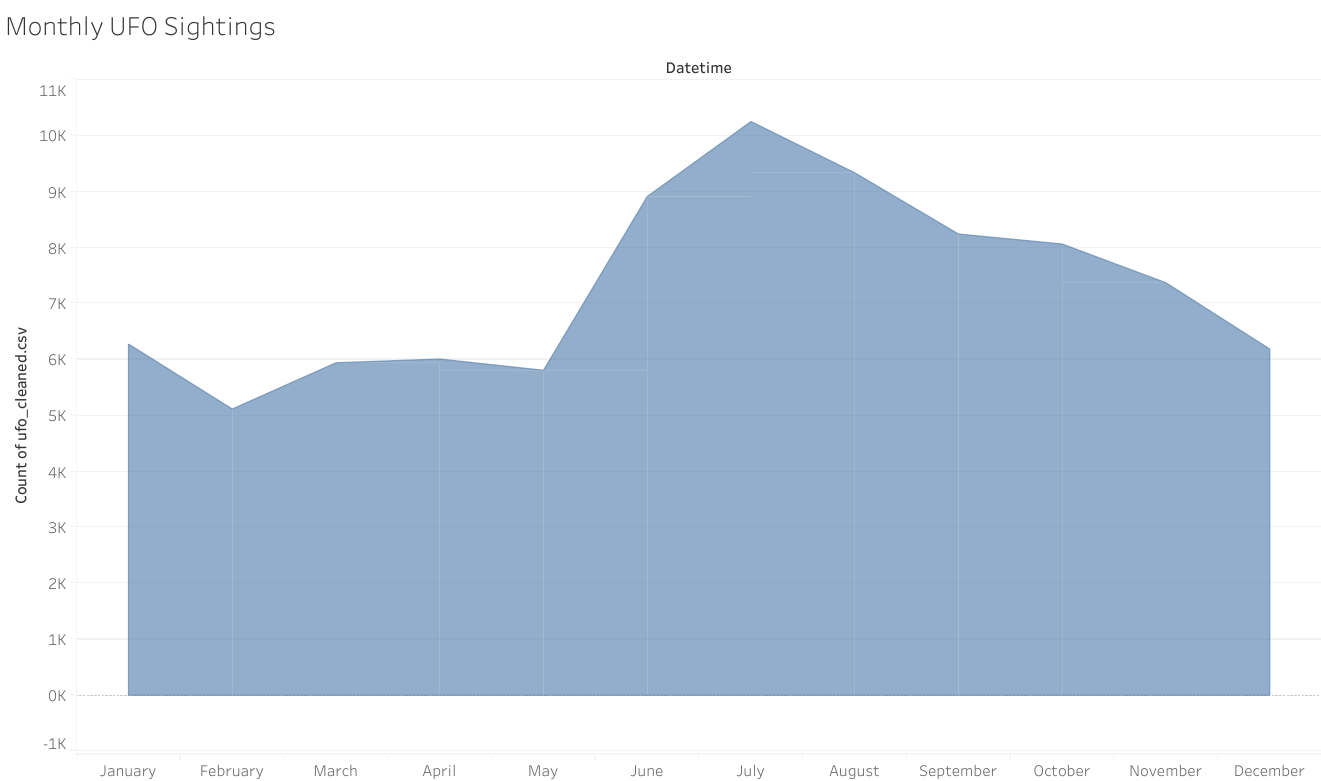 Monthly UFO Sightings
Datetime
11K
10K
9K
8K
7K
6K
5K
4K
3K
2K
1K
0K
-1K
Count of ufo_cleaned.csv
January February March April May June July August September October November December